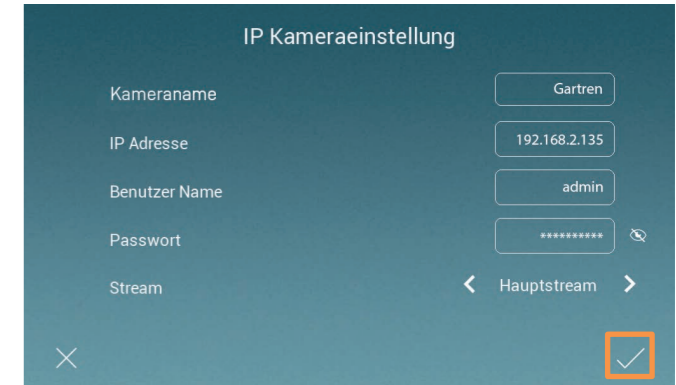 IP Kameraeinstellung
Kameraname Gartren
IP Adresse 192.168.2.135
Benutzer Name admin
Passwort **********
Stream Hauptstream